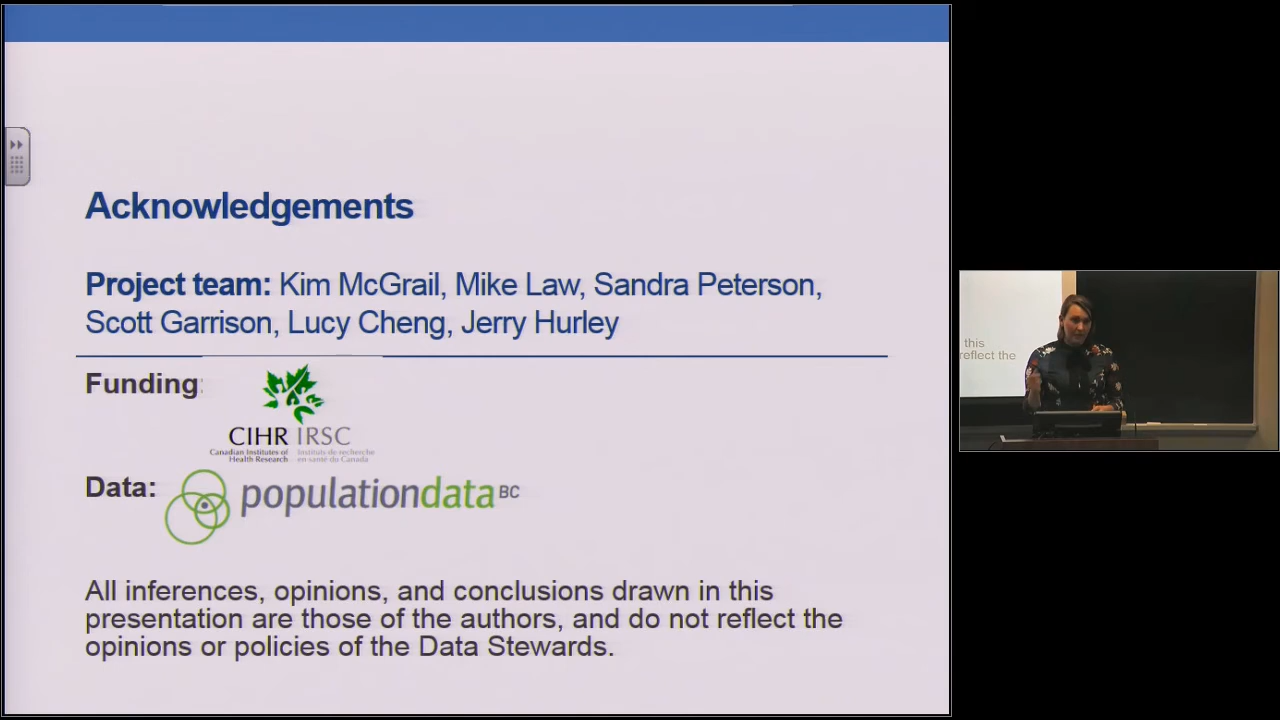 Acknowledgements
Project team: Kim McGrail, Mike Law, Sandra Peterson,
Scott Garrison, Lucy Cheng, Jerry Hurley
Funding:
CIHR IRSC
Canadian Institutes of Health Research
Instituts de recherche en santé du Canada
Data:
populationdata BC
All inferences, opinions, and conclusions drawn in this
presentation are those of the authors, and do not reflect the
opinions or policies of the Data Stewards.
this
reflect the